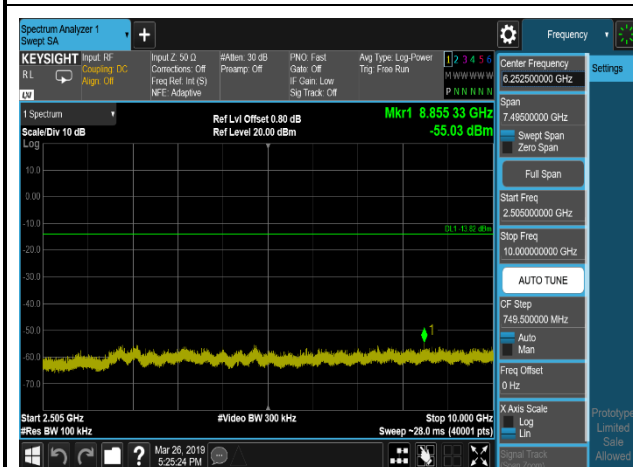 Spectrum Analyzer 1
Swept SA
Frequency
KEYSIGHT
RL
LXI
Input: RF
Coupling: DC
Align: Off
Input Z: 50 Ω
Corrections: Off
Freq Ref: Int (S)
NFE: Adaptive
#Atten: 30 dB
Preamp: Off
PNO: Fast
Gate: Off
IF Gain: Low
Sig Track: Off
Avg Type: Log-Power
Trig: Free Run
1 2 3 4 5 6
M W W W W W
P N N N N N
1 Spectrum
Scale/Div 10 dB
Log
Ref Lvl Offset 0.80 dB
Ref Level 20.00 dBm
Mkr1 8.855 33 GHz
-55.03 dBm
10.0
0.00
-10.0
-20.0
-30.0
-40.0
-50.0
-60.0
-70.0
DL1 -13.82 dBm
1
Start 2.505 GHz
#Res BW 100 kHz
#Video BW 300 kHz
Stop 10.000 GHz
Sweep ~28.0 ms (40001 pts)
Mar 26, 2019
5:25:24 PM
?
Center Frequency
6.252500000 GHz
Settings
Span
7.49500000 GHz
Swept Span
Zero Span
Full Span
Start Freq
2.505000000 GHz
Stop Freq
10.000000000 GHz
AUTO TUNE
CF Step
749.500000 MHz
Auto
Man
Freq Offset
0 Hz
X Axis Scale
Log
Lin
Signal Track
Prototype
Limited
Sale
Allowed